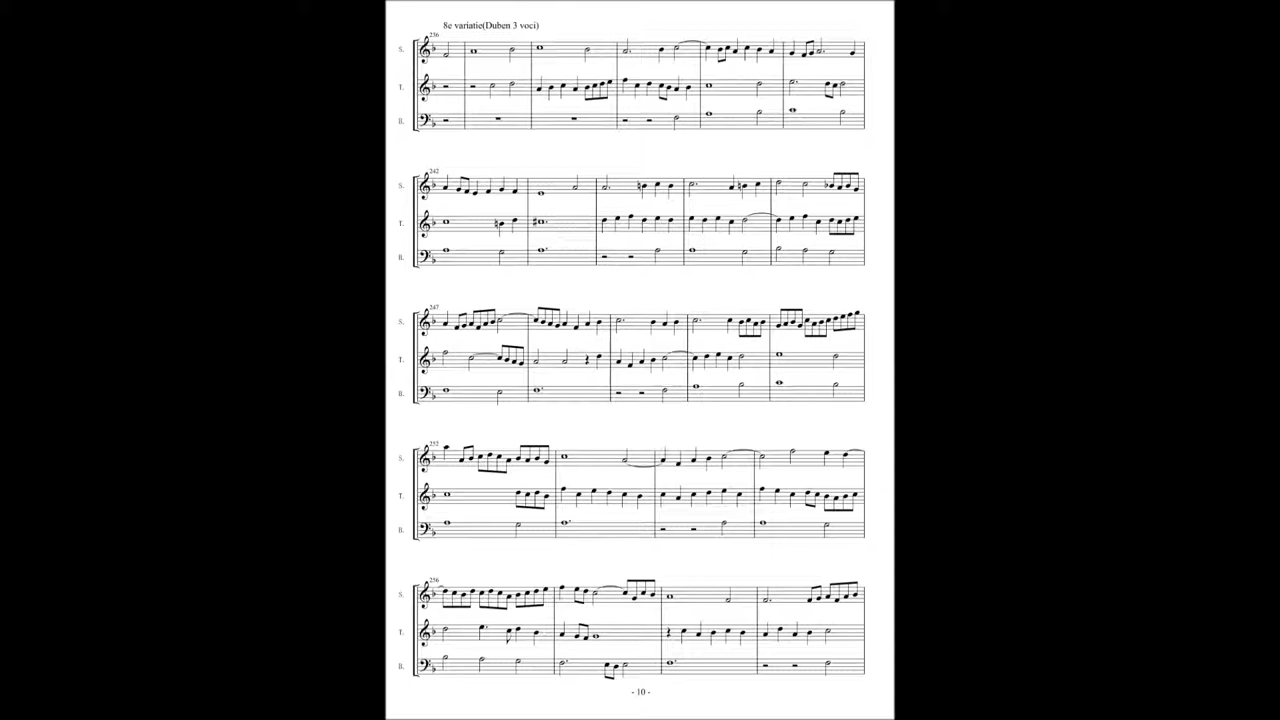 8e variatie(Duben 3 voci)
236
S.
T.
B.
242
S.
T.
B.
247
S.
T.
B.
252
S.
T.
B.
256
S.
T.
B.
- 10 -